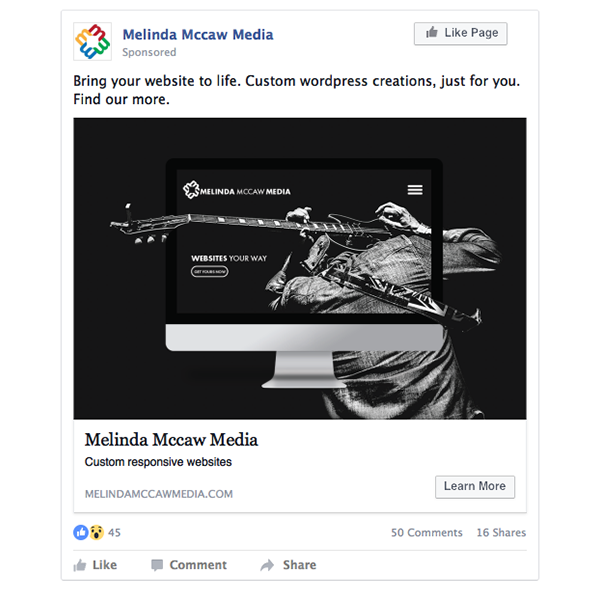 Melinda Mccaw Media
Like Page
Sponsored
Bring your website to life. Custom wordpress creations, just for you.
Find our more.
MELINDA MCCAW MEDIA
WEBSITES YOUR WAY
GET YOURS NOW
Melinda Mccaw Media
Custom responsive websites
Learn More
MELINDAMCCAWMEDIA.COM
45
50 Comments 16 Shares
Like Comment Share